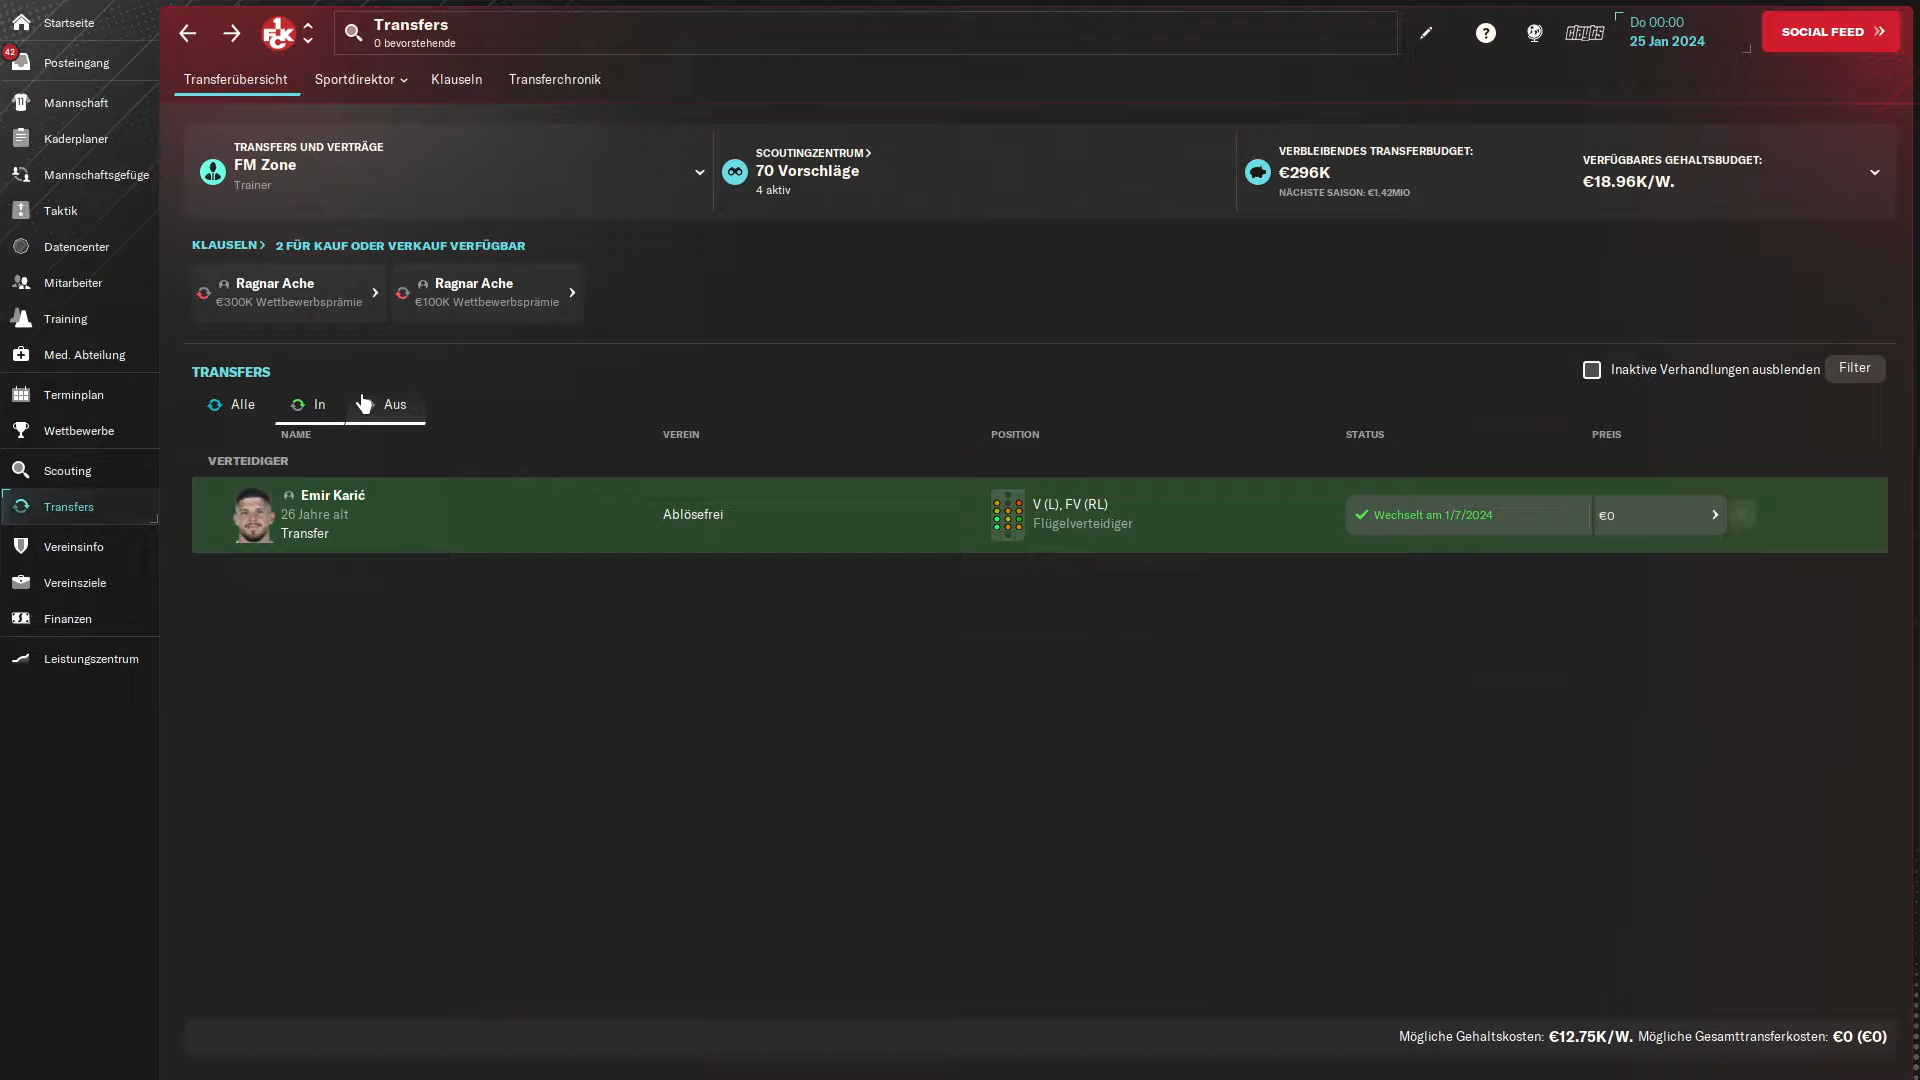 Startseite
42
Posteingang
Mannschaft
Kaderplaner
Mannschaftsgefüge
Taktik
Datencenter
Mitarbeiter
Training
Med. Abteilung
Terminplan
Wettbewerbe
Scouting
Transfers
Vereinsinfo
Vereinsziele
Finanzen
Leistungszentrum
1 FCK
Transfers
0 bevorstehende
Do 00:00
25 Jan 2024
SOCIAL FEED
Transferübersicht Sportdirektor Klauseln Transferchronik
TRANSFERS UND VERTRÄGE
FM Zone
Trainer
SCOUTINGZENTRUM
70 Vorschläge
4 aktiv
VERBLEIBENDES TRANSFERBUDGET:
€296K
NÄCHSTE SAISON: €1.42MIO
VERFÜGBARES GEHALTSBUDGET:
€18.96K/W.
KLAUSELN 2 FÜR KAUF ODER VERKAUF VERFÜGBAR
Ragnar Ache
€300K Wettbewerbsprämie
Ragnar Ache
€100K Wettbewerbsprämie
TRANSFERS
Inaktive Verhandlungen ausblenden Filter
Alle In Aus
NAME VEREIN POSITION STATUS PREIS
VERTEIDIGER
Emir Karić
26 Jahre alt
Transfer
Ablösefrei
V (L), FV (RL)
Flügelverteidiger
Wechselt am 1/7/2024
€0
Mögliche Gehaltskosten: €12.75K/W. Mögliche Gesamttransferkosten: €0 (€0)